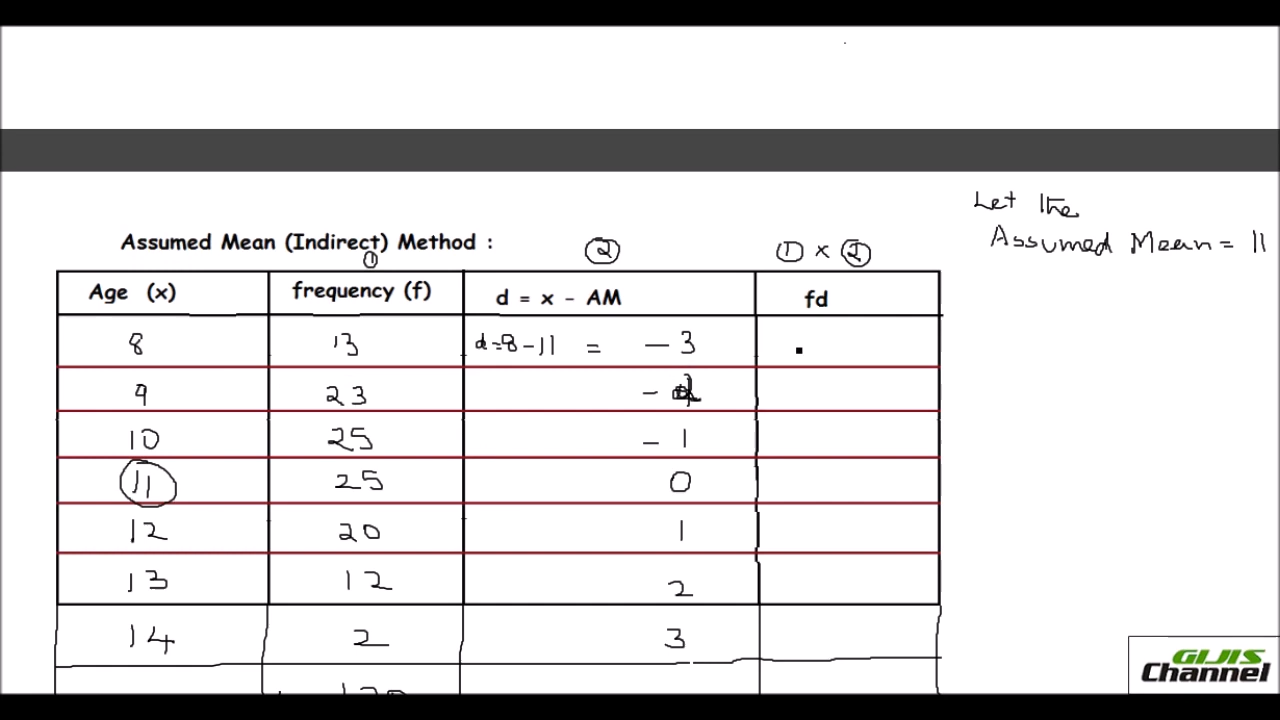 Let the
Assumed Mean = 11
Assumed Mean (Indirect) Method :
① ② ① × ②
Age (x) frequency (f) d = x - AM fd
8 13 d = 8 - 11 = - 3
9 23 -
10 25 - 1
11 25 0
12 20 1
13 12 2
14 2 3
120
GIIS
Channel